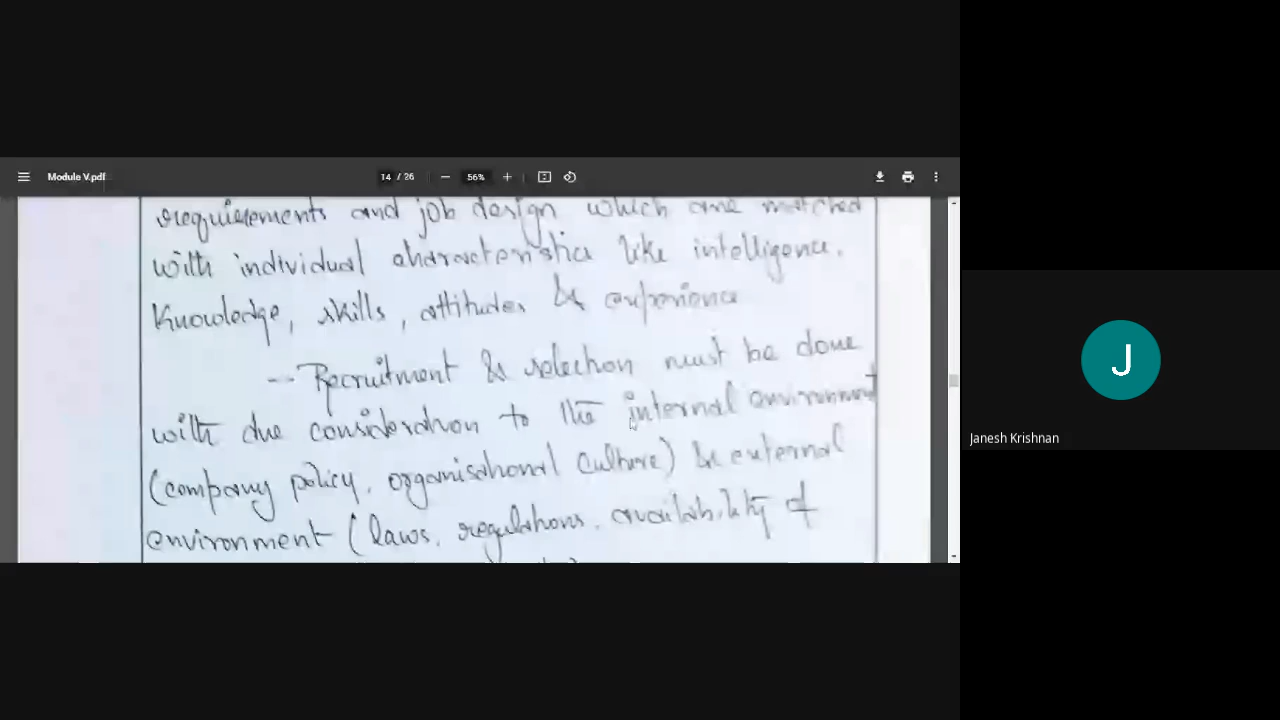 Module V.pdf
14 / 26
56%
requirements and job design which are matched
with individual characteristics like intelligence.
Knowledge, skills, attitudes & experience
-- Recruitment & selection must be done
with due consideration to the internal environment
(company policy, organisational culture) & external
environment (laws, regulations, availability of
J
Janesh Krishnan